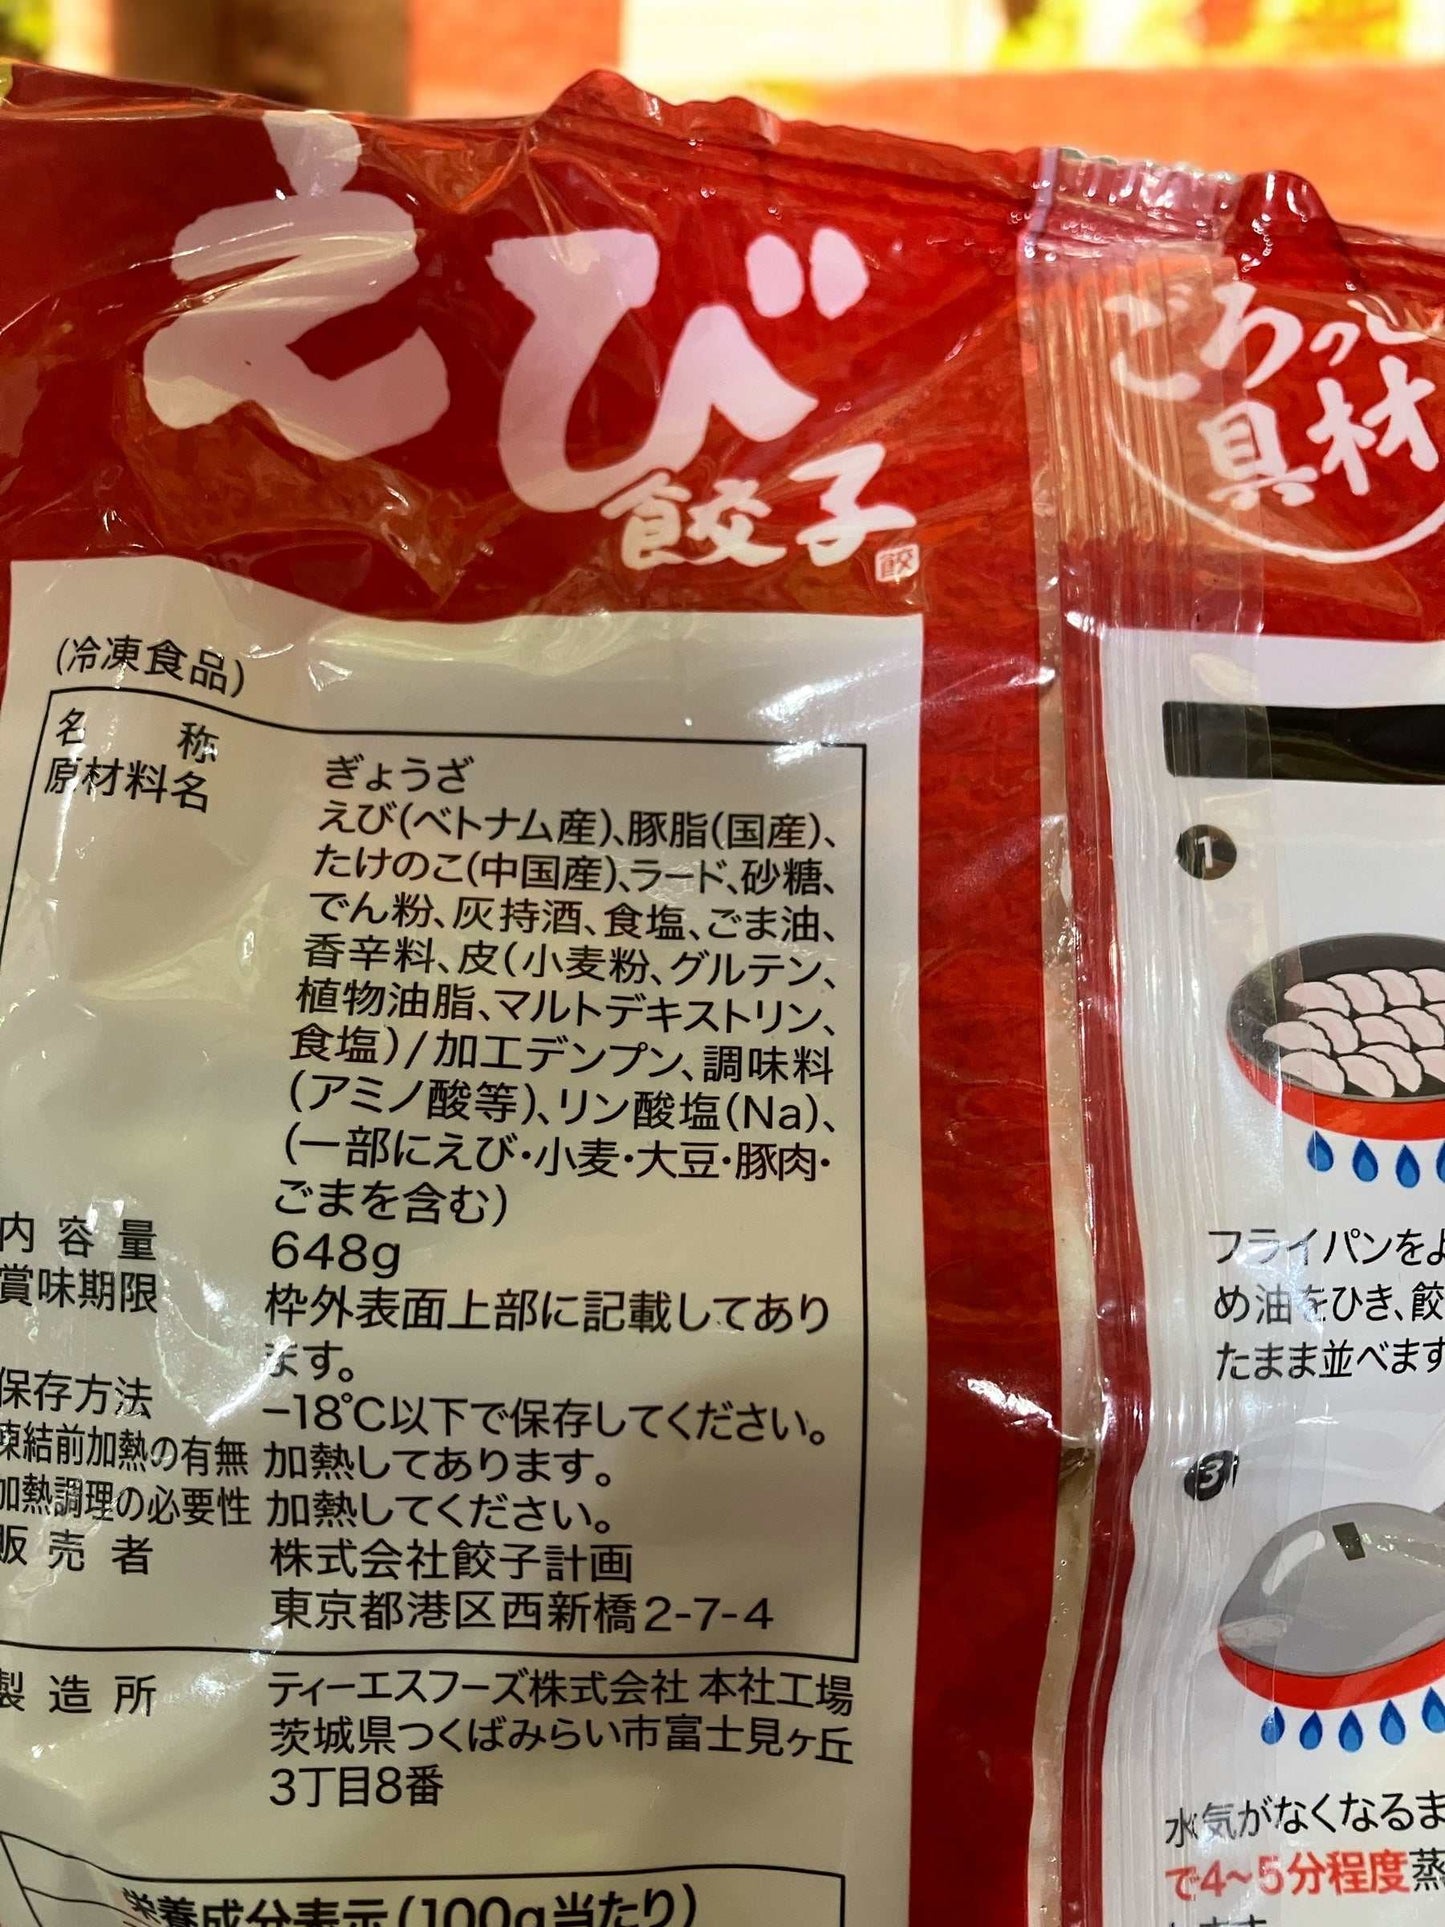 えび
餃子
餃
ごろっと
具材
(冷凍食品)
名 称 ぎょうざ
原材料名 えび(ベトナム産)、豚脂(国産)、
たけのこ(中国産)、ラード、砂糖、
でん粉、灰持酒、食塩、ごま油、
香辛料、皮(小麦粉、グルテン、
植物油脂、マルトデキストリン、
食塩)/加工デンプン、調味料
(アミノ酸等)、リン酸塩(Na)、
(一部にえび・小麦・大豆・豚肉・
ごまを含む)
内容量 648g
賞味期限 枠外表面上部に記載してあり
ます。
保存方法 −18℃以下で保存してください。
凍結前加熱の有無 加熱してあります。
加熱調理の必要性 加熱してください。
販売者 株式会社餃子計画
東京都港区西新橋2-7-4
製造所 ティーエスフーズ株式会社 本社工場
茨城県つくばみらい市富士見ヶ丘
3丁目8番
栄養成分表示(100g当たり)
1
フライパンをよ
め油をひき、餃
たまま並べます
3
水気がなくなるま
で4~5分程度蒸